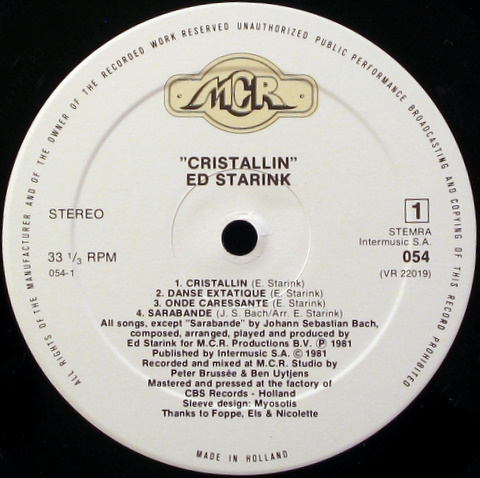 ALL RIGHTS OF THE MANUFACTURER AND OF THE OWNER OF THE RECORDED WORK RESERVED UNAUTHORIZED PUBLIC PERFORMANCE BROADCASTING AND COPYING OF THIS RECORD PROHIBITED
MCR
"CRISTALLIN"
ED STARINK
STEREO
1
STEMRA
Intermusic S.A.
33 1/3 RPM
054
054-1
(VR 22019)
1. CRISTALLIN (E. Starink)
2. DANSE EXTATIQUE (E. Starink)
3. ONDE CARESSANTE (E. Starink)
4. SARABANDE (J. S. Bach/Arr. E. Starink)
All songs, except "Sarabande" by Johann Sebastian Bach,
composed, arranged, played and produced by
Ed Starink for M.C.R. Productions B.V. Ⓟ 1981
Published by Intermusic S.A. © 1981
Recorded and mixed at M.C.R. Studio by
Peter Brussée & Ben Uytjens
Mastered and pressed at the factory of
CBS Records - Holland
Sleeve design: Myosotis
Thanks to Foppe, Els & Nicolette
MADE IN HOLLAND